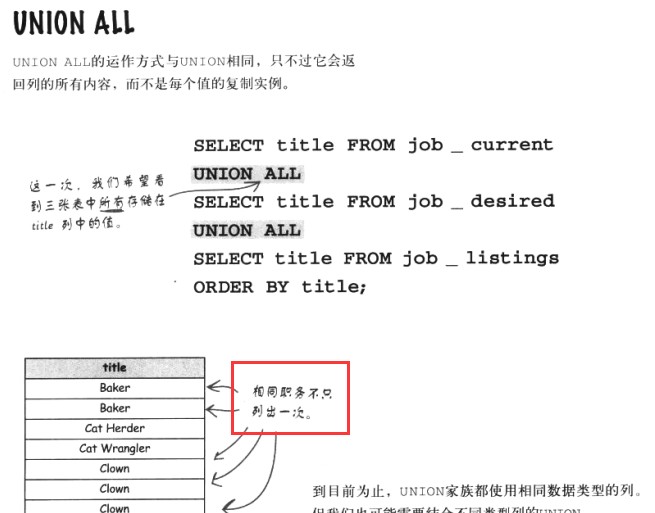 UNION ALL
UNION ALL的运作方式与UNION相同，只不过它会返
回列的所有内容，而不是每个值的复制实例。
SELECT title FROM job _ current
UNION ALL
SELECT title FROM job _ desired
UNION ALL
SELECT title FROM job _ listings
ORDER BY title;
这一次，我们希望看
到三张表中所有存储在
title 列中的值。
title
Baker
Baker
Cat Herder
Cat Wrangler
Clown
Clown
Clown
相同职务不只
列出一次。
到目前为止，UNION家族都使用相同数据类型的列。
但我们也可能需要结合不同类型列的UNION